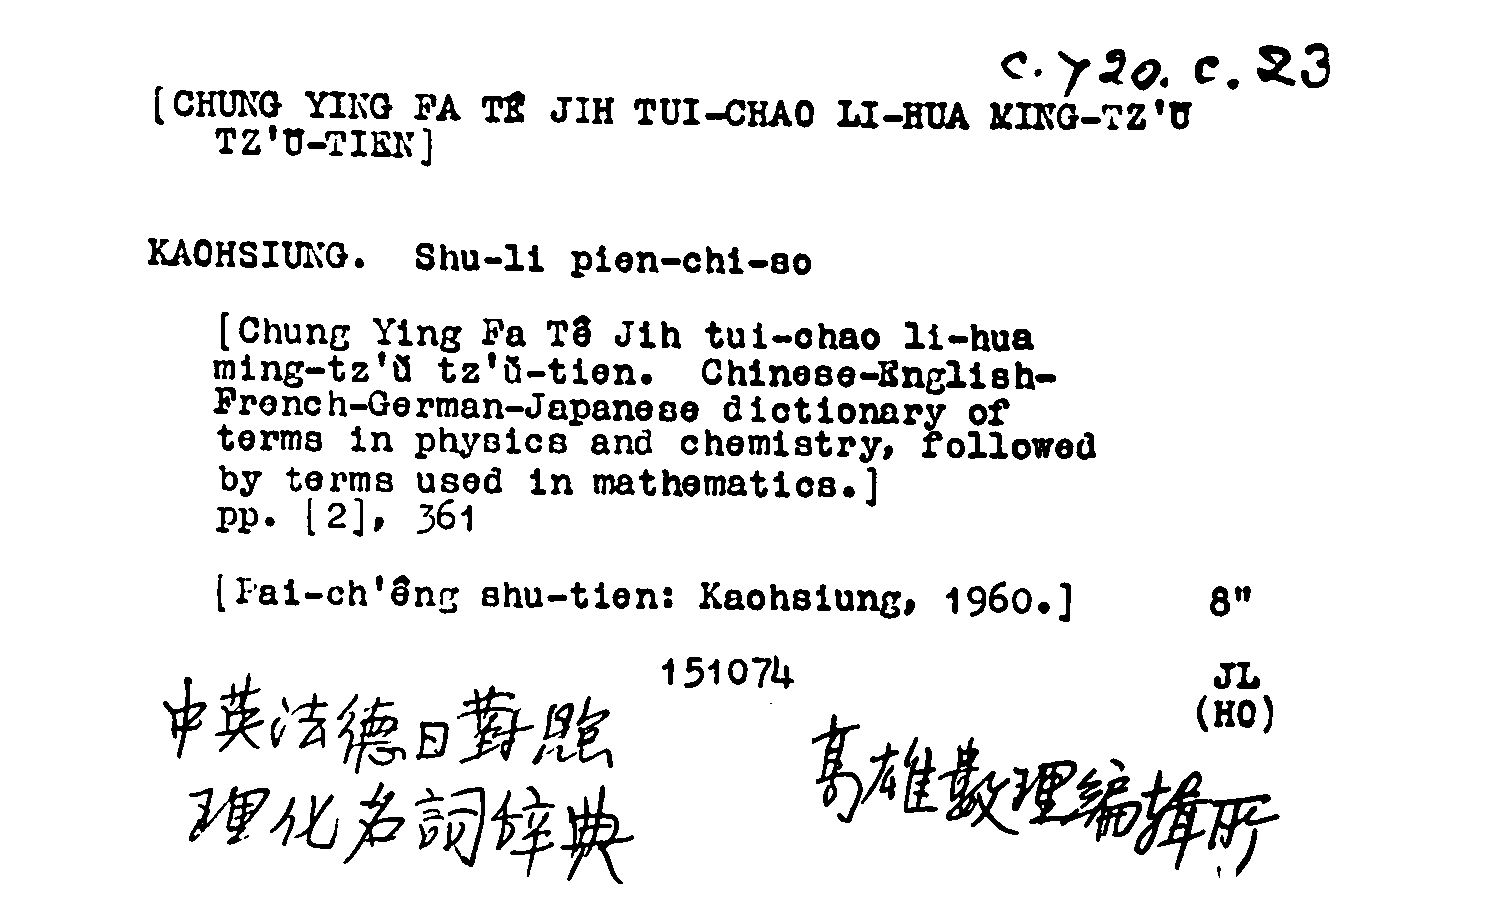 c. y 20. c. 23
[CHUNG YING FA TÊ JIH TUI-CHAO LI-HUA MING-TZ'Ŭ
TZ'Ŭ-TIEN]
KAOHSIUNG. Shu-li pien-chi-so
[Chung Ying Fa Tê Jih tui-chao li-hua
ming-tz'ŭ tz'ŭ-tien. Chinese-English-
French-German-Japanese dictionary of
terms in physics and chemistry, followed
by terms used in mathematics.]
pp. [2], 361
[Pai-ch'êng shu-tien: Kaohsiung, 1960.] 8"
151074 JL
(HO)
中英法德日對照
理化名詞辞典
高雄數理編輯所